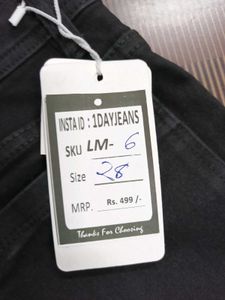 INSTA ID : 1DAYJEANS
SKU LM- 6
Size 28
MRP. Rs. 499 /-
Thanks For Choosing